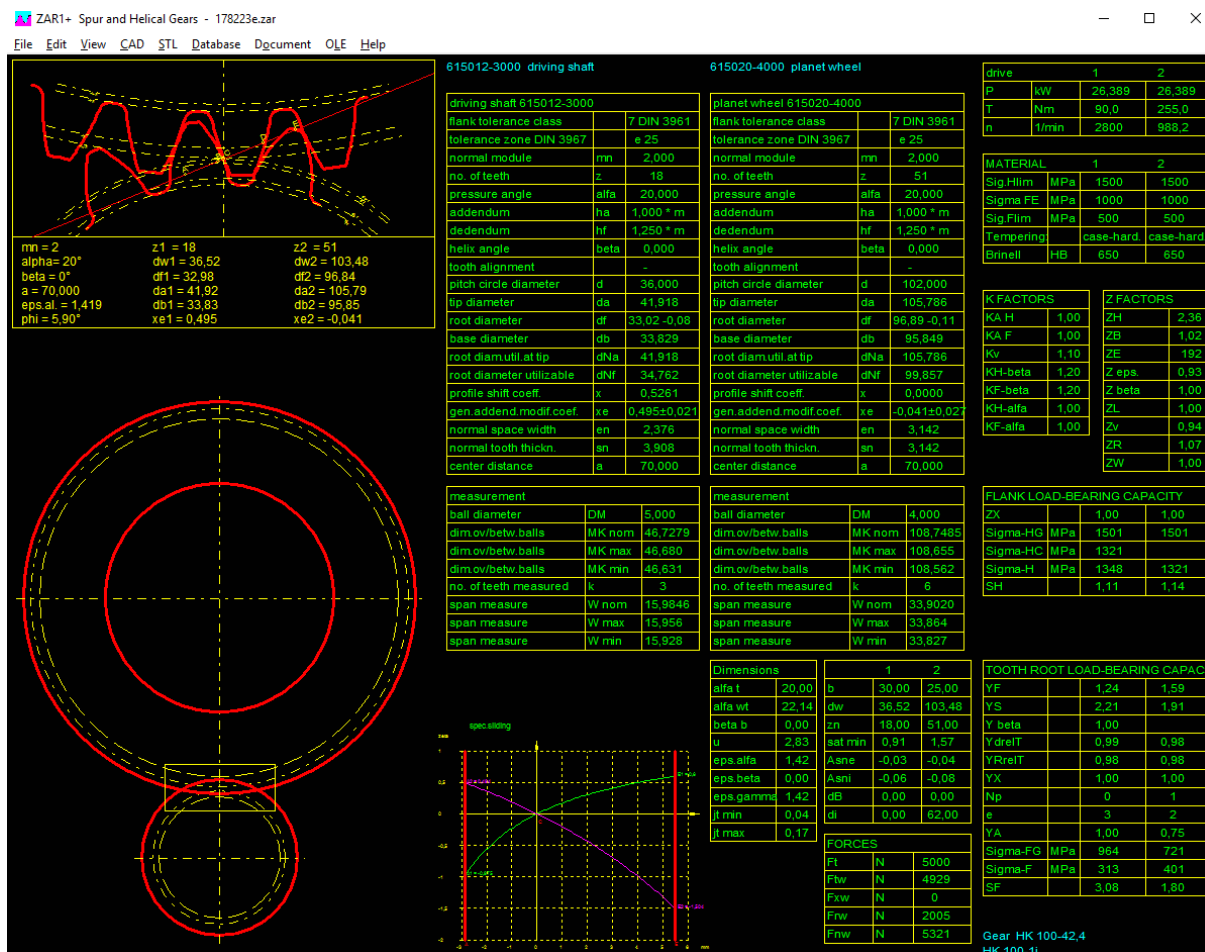 ZAR1+ Spur and Helical Gears - 178223e.zar
File Edit View CAD STL Database Document OLE Help
mn = 2 z1 = 18 z2 = 51
alpha= 20° dw1 = 36,52 dw2 = 103,48
beta = 0° df1 = 32,98 df2 = 96,84
a = 70,000 da1 = 41,92 da2 = 105,79
eps.al. = 1,419 db1 = 33,83 db2 = 95,85
phi = 5,90° xe1 = 0,495 xe2 = -0,041
615012-3000 driving shaft
driving shaft 615012-3000
flank tolerance class 7 DIN 3961
tolerance zone DIN 3967 e 25
normal module mn 2,000
no. of teeth z 18
pressure angle alfa 20,000
addendum ha 1,000 * m
dedendum hf 1,250 * m
helix angle beta 0,000
tooth alignment -
pitch circle diameter d 36,000
tip diameter da 41,918
root diameter df 33,02 -0,08
base diameter db 33,829
root diam.util.at tip dNa 41,918
root diameter utilizable dNf 34,762
profile shift coeff. x 0,5261
gen.addend.modif.coef. xe 0,495±0,021
normal space width en 2,376
normal tooth thickn. sn 3,908
center distance a 70,000
615020-4000 planet wheel
planet wheel 615020-4000
flank tolerance class 7 DIN 3961
tolerance zone DIN 3967 e 25
normal module mn 2,000
no. of teeth z 51
pressure angle alfa 20,000
addendum ha 1,000 * m
dedendum hf 1,250 * m
helix angle beta 0,000
tooth alignment -
pitch circle diameter d 102,000
tip diameter da 105,786
root diameter df 96,89 -0,11
base diameter db 95,849
root diam.util.at tip dNa 105,786
root diameter utilizable dNf 99,857
profile shift coeff. x 0,0000
gen.addend.modif.coef. xe -0,041±0,027
normal space width en 3,142
normal tooth thickn. sn 3,142
center distance a 70,000
drive 1 2
P kW 26,389 26,389
T Nm 90,0 255,0
n 1/min 2800 988,2
MATERIAL 1 2
Sig.Hlim MPa 1500 1500
Sigma FE MPa 1000 1000
Sig.Flim MPa 500 500
Tempering: case-hard. case-hard
Brinell HB 650 650
K FACTORS
KA H 1,00
KA F 1,00
Kv 1,10
KH-beta 1,20
KF-beta 1,20
KH-alfa 1,00
KF-alfa 1,00
Z FACTORS
ZH 2,36
ZB 1,02
ZE 192
Z eps. 0,93
Z beta 1,00
ZL 1,00
Zv 0,94
ZR 1,07
ZW 1,00
measurement
ball diameter DM 5,000
dim.ov/betw.balls MK nom 46,7279
dim.ov/betw.balls MK max 46,680
dim.ov/betw.balls MK min 46,631
no. of teeth measured k 3
span measure W nom 15,9846
span measure W max 15,956
span measure W min 15,928
measurement
ball diameter DM 4,000
dim.ov/betw.balls MK nom 108,7485
dim.ov/betw.balls MK max 108,655
dim.ov/betw.balls MK min 108,562
no. of teeth measured k 6
span measure W nom 33,9020
span measure W max 33,864
span measure W min 33,827
FLANK LOAD-BEARING CAPACITY
ZX 1,00 1,00
Sigma-HG MPa 1501 1501
Sigma-HC MPa 1321
Sigma-H MPa 1348 1321
SH 1,11 1,14
spec.sliding
1
0,5
0
-0,5
-1
-1,5
-2
0 1 2 3 4 5 6 mm
Dimensions
alfa t 20,00
alfa wt 22,14
beta b 0,00
u 2,83
eps.alfa 1,42
eps.beta 0,00
eps.gamma 1,42
jt min 0,04
jt max 0,17
1 2
b 30,00 25,00
dw 36,52 103,48
zn 18,00 51,00
sat min 0,91 1,57
Asne -0,03 -0,04
Asni -0,06 -0,08
dB 0,00 0,00
di 0,00 62,00
FORCES
Ft N 5000
Ftw N 4929
Fxw N 0
Frw N 2005
Fnw N 5321
TOOTH ROOT LOAD-BEARING CAPAC
YF 1,24 1,59
YS 2,21 1,91
Y beta 1,00
YdrelT 0,99 0,98
YRrelT 0,98 0,98
YX 1,00 1,00
Np 0 1
e 3 2
YA 1,00 0,75
Sigma-FG MPa 964 721
Sigma-F MPa 313 401
SF 3,08 1,80
Gear HK 100-42,4
HK 100-1i